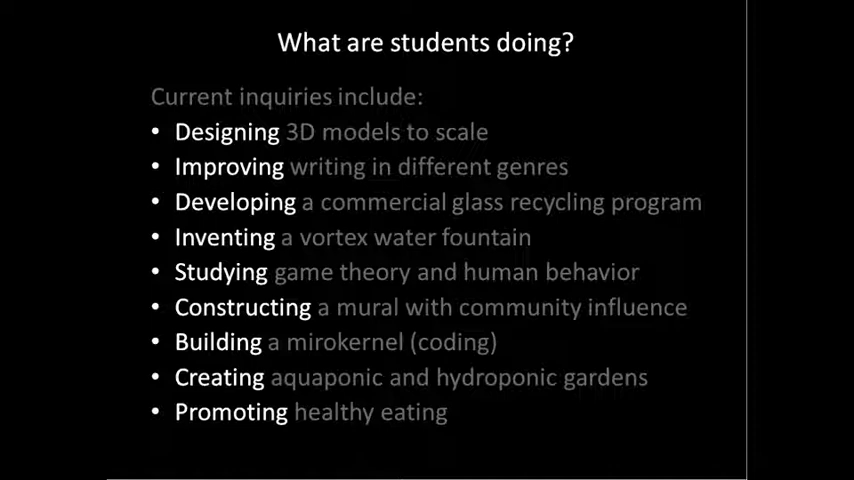 What are students doing?
Current inquiries include:
• Designing 3D models to scale
• Improving writing in different genres
• Developing a commercial glass recycling program
• Inventing a vortex water fountain
• Studying game theory and human behavior
• Constructing a mural with community influence
• Building a mirokernel (coding)
• Creating aquaponic and hydroponic gardens
• Promoting healthy eating